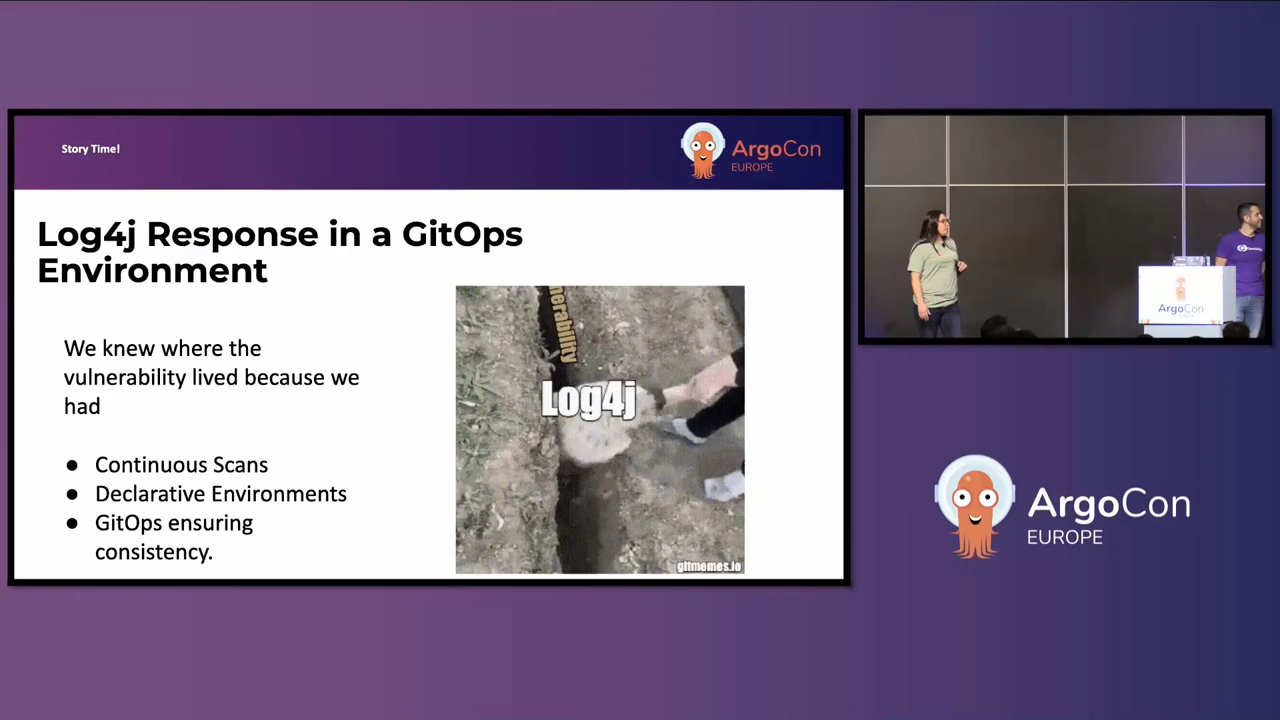 Story Time!
ArgoCon
EUROPE
Log4j Response in a GitOps
Environment
We knew where the
vulnerability lived because we
had
● Continuous Scans
● Declarative Environments
● GitOps ensuring
consistency.
nerability
Log4j
gifmemes.io
ArgoCon
ArgoCon
EUROPE